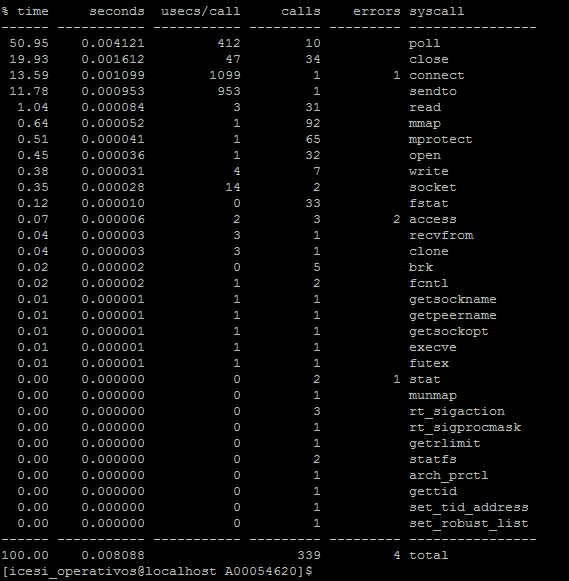 % time     seconds  usecs/call     calls    errors syscall
------ ----------- ----------- --------- --------- ----------------
 50.95    0.004121         412        10           poll
 19.93    0.001612          47        34           close
 13.59    0.001099        1099         1         1 connect
 11.78    0.000953         953         1           sendto
  1.04    0.000084           3        31           read
  0.64    0.000052           1        92           mmap
  0.51    0.000041           1        65           mprotect
  0.45    0.000036           1        32           open
  0.38    0.000031           4         7           write
  0.35    0.000028          14         2           socket
  0.12    0.000010           0        33           fstat
  0.07    0.000006           2         3         2 access
  0.04    0.000003           3         1           recvfrom
  0.04    0.000003           3         1           clone
  0.02    0.000002           0         5           brk
  0.02    0.000002           1         2           fcntl
  0.01    0.000001           1         1           getsockname
  0.01    0.000001           1         1           getpeername
  0.01    0.000001           1         1           getsockopt
  0.01    0.000001           1         1           execve
  0.01    0.000001           1         1           futex
  0.00    0.000000           0         2         1 stat
  0.00    0.000000           0         1           munmap
  0.00    0.000000           0         3           rt_sigaction
  0.00    0.000000           0         1           rt_sigprocmask
  0.00    0.000000           0         1           getrlimit
  0.00    0.000000           0         2           statfs
  0.00    0.000000           0         1           arch_prctl
  0.00    0.000000           0         1           gettid
  0.00    0.000000           0         1           set_tid_address
  0.00    0.000000           0         1           set_robust_list
------ ----------- ----------- --------- --------- ----------------
100.00    0.008088                   339         4 total
[icesi_operativos@localhost A00054620]$